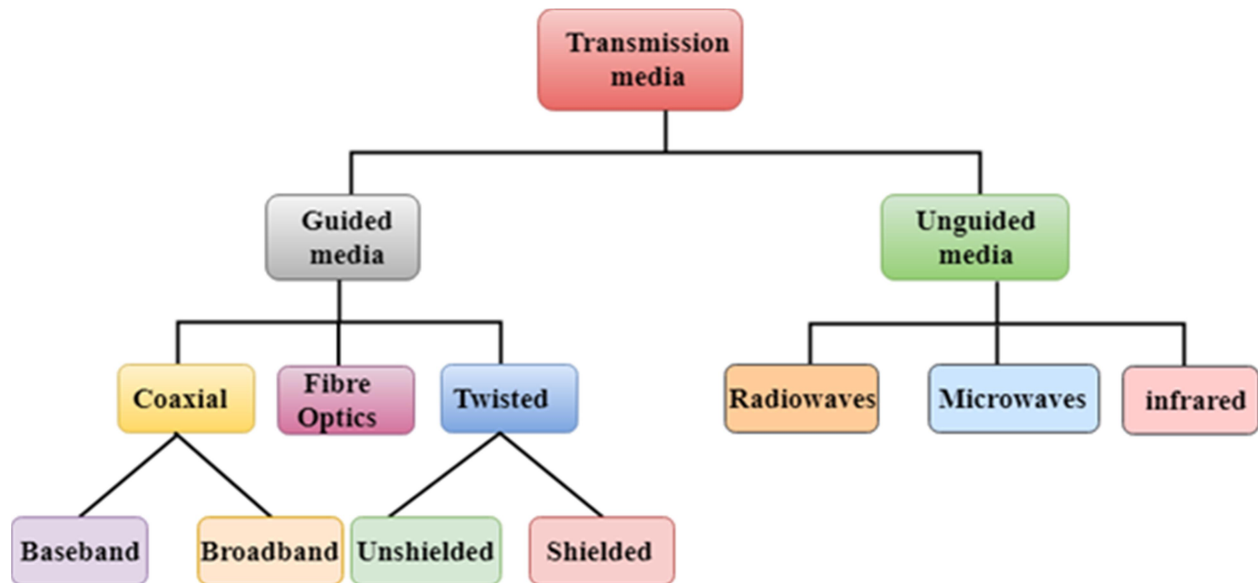 Transmission
media
Guided
media
Unguided
media
Coaxial
Fibre
Optics
Twisted
Radiowaves
Microwaves
infrared
Baseband
Broadband
Unshielded
Shielded